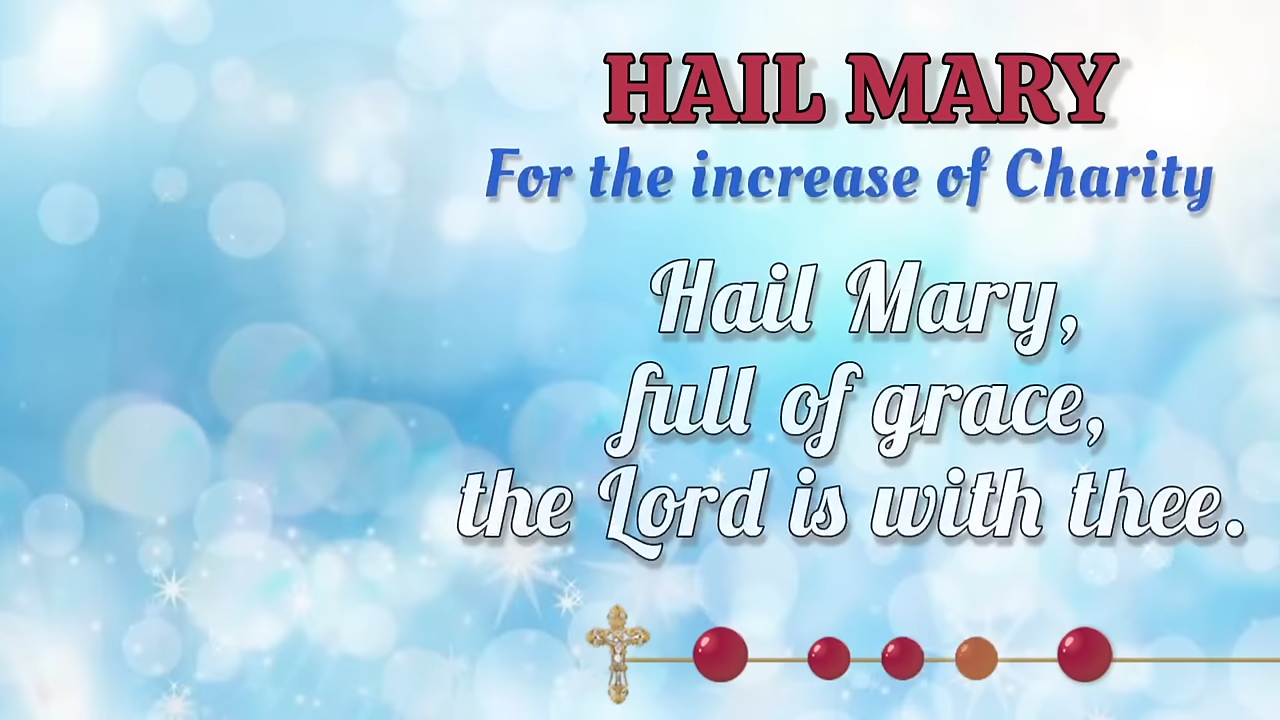 HAIL MARY
For the increase of Charity
Hail Mary,
full of grace,
the Lord is with thee.